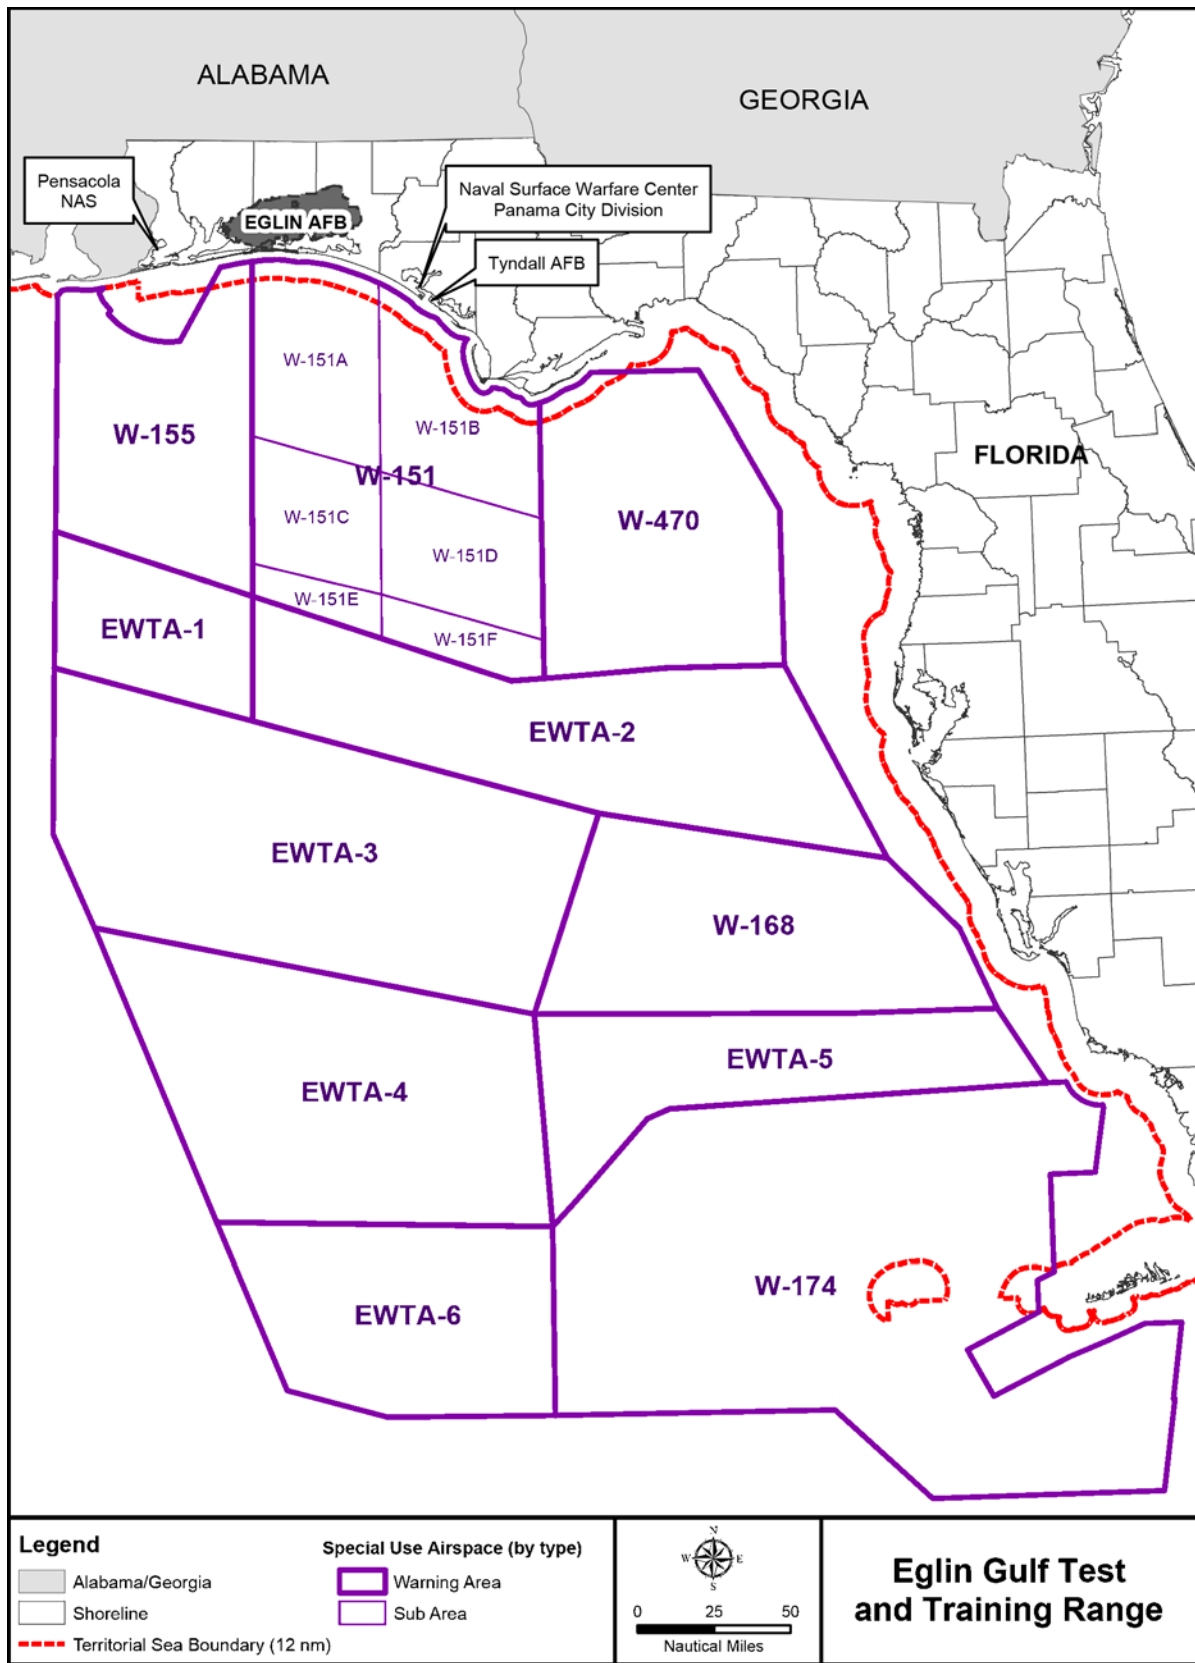 ALABAMA
GEORGIA
Pensacola
NAS
Naval Surface Warfare Center
Panama City Division
EGLIN AFB
Tyndall AFB
W-151A
W-155
W-151B
FLORIDA
W-151
W-151C
W-470
W-151D
W-151E
EWTA-1
W-151F
EWTA-2
EWTA-3
W-168
EWTA-5
EWTA-4
W-174
EWTA-6
Legend
Alabama/Georgia
Shoreline
Territorial Sea Boundary (12 nm)
Special Use Airspace (by type)
Warning Area
Sub Area
N
W E
S
0 25 50
Nautical Miles
Eglin Gulf Test
and Training Range